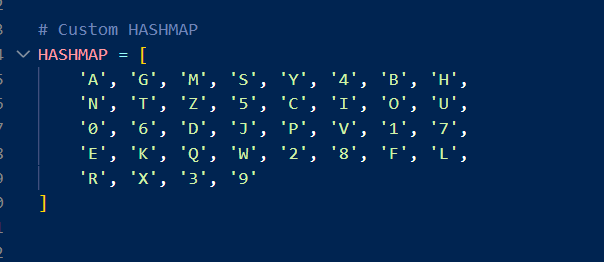 # Custom HASHMAP
HASHMAP = [
'A', 'G', 'M', 'S', 'Y', '4', 'B', 'H',
'N', 'T', 'Z', '5', 'C', 'I', 'O', 'U',
'0', '6', 'D', 'J', 'P', 'V', '1', '7',
'E', 'K', 'Q', 'W', '2', '8', 'F', 'L',
'R', 'X', '3', '9'
]